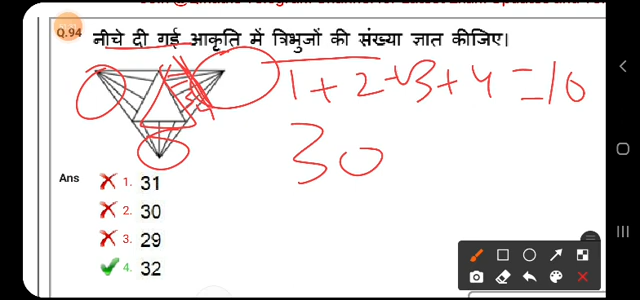 Q.94
नीचे दी गई आकृति में त्रिभुजों की संख्या ज्ञात कीजिए।
1+2+3+4=10
30
Ans
1. 31
2. 30
3. 29
4. 32